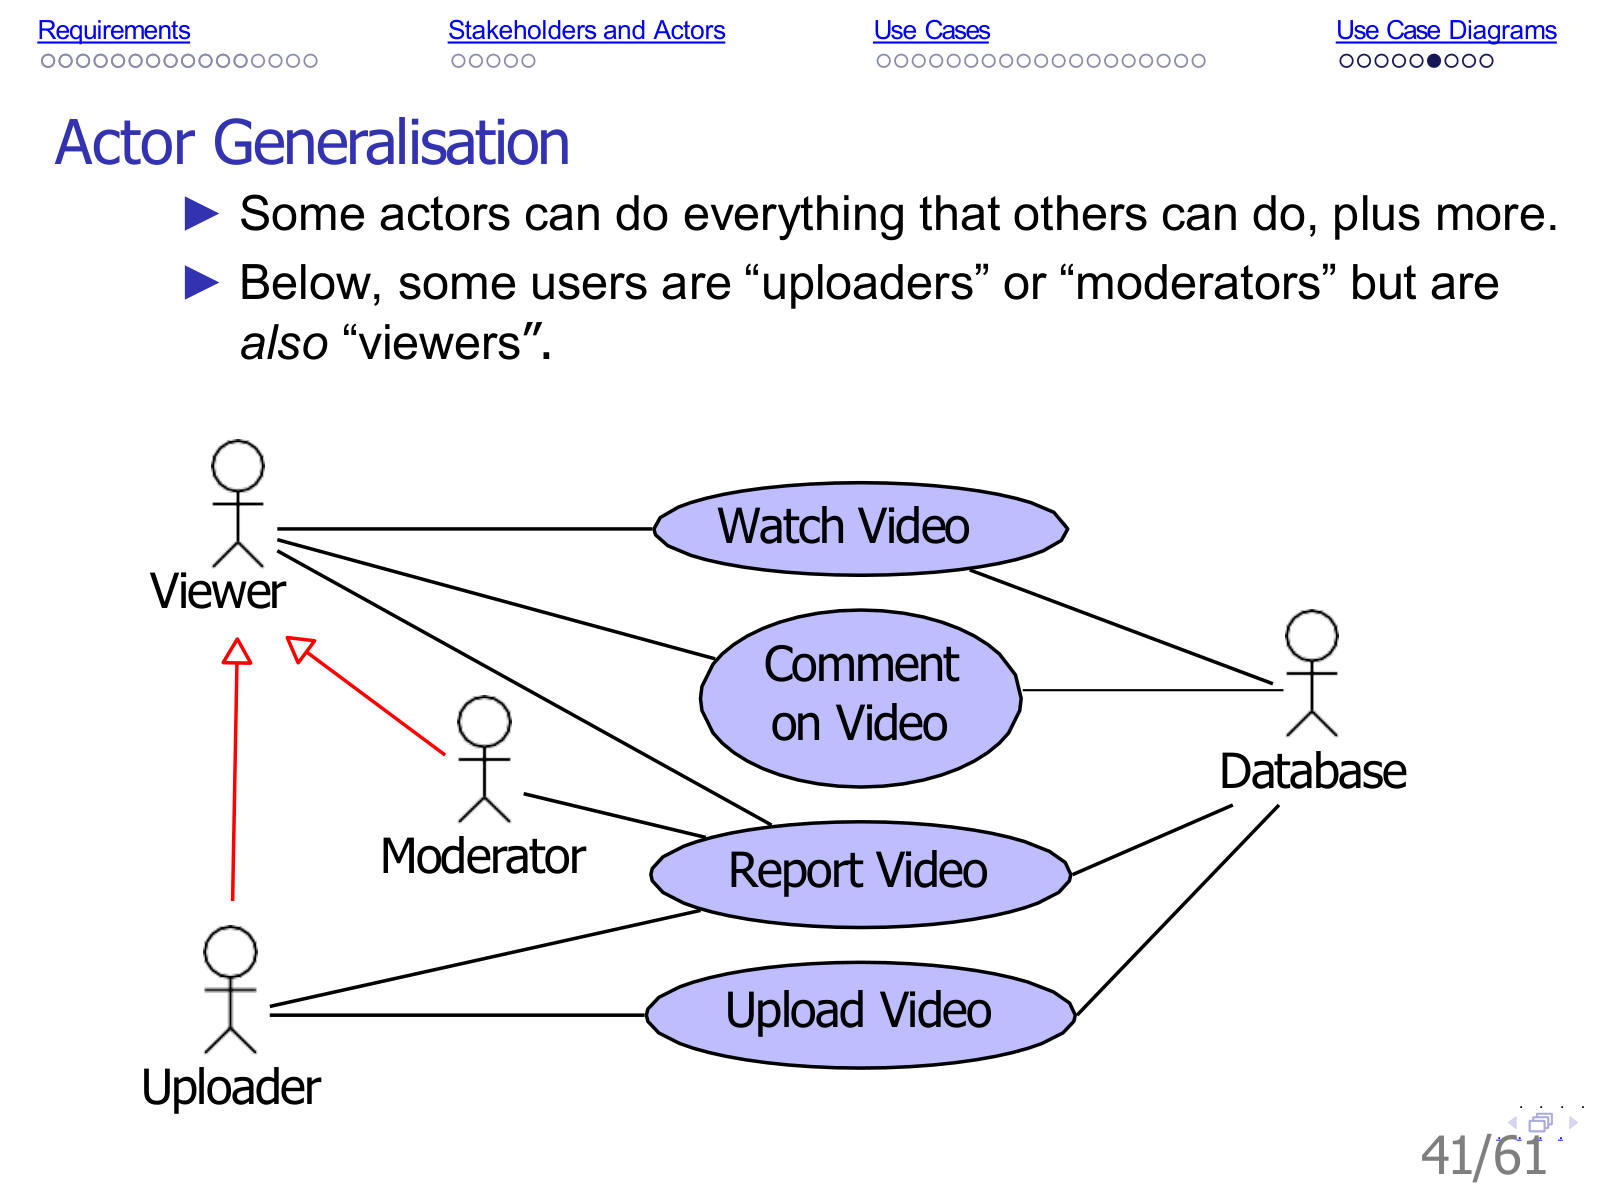 Requirements Stakeholders and Actors Use Cases Use Case Diagrams
Actor Generalisation
Some actors can do everything that others can do, plus more.
Below, some users are “uploaders” or “moderators” but are
also “viewers”.
Viewer
Watch Video
Comment
on Video
Database
Moderator
Report Video
Upload Video
Uploader
41/61